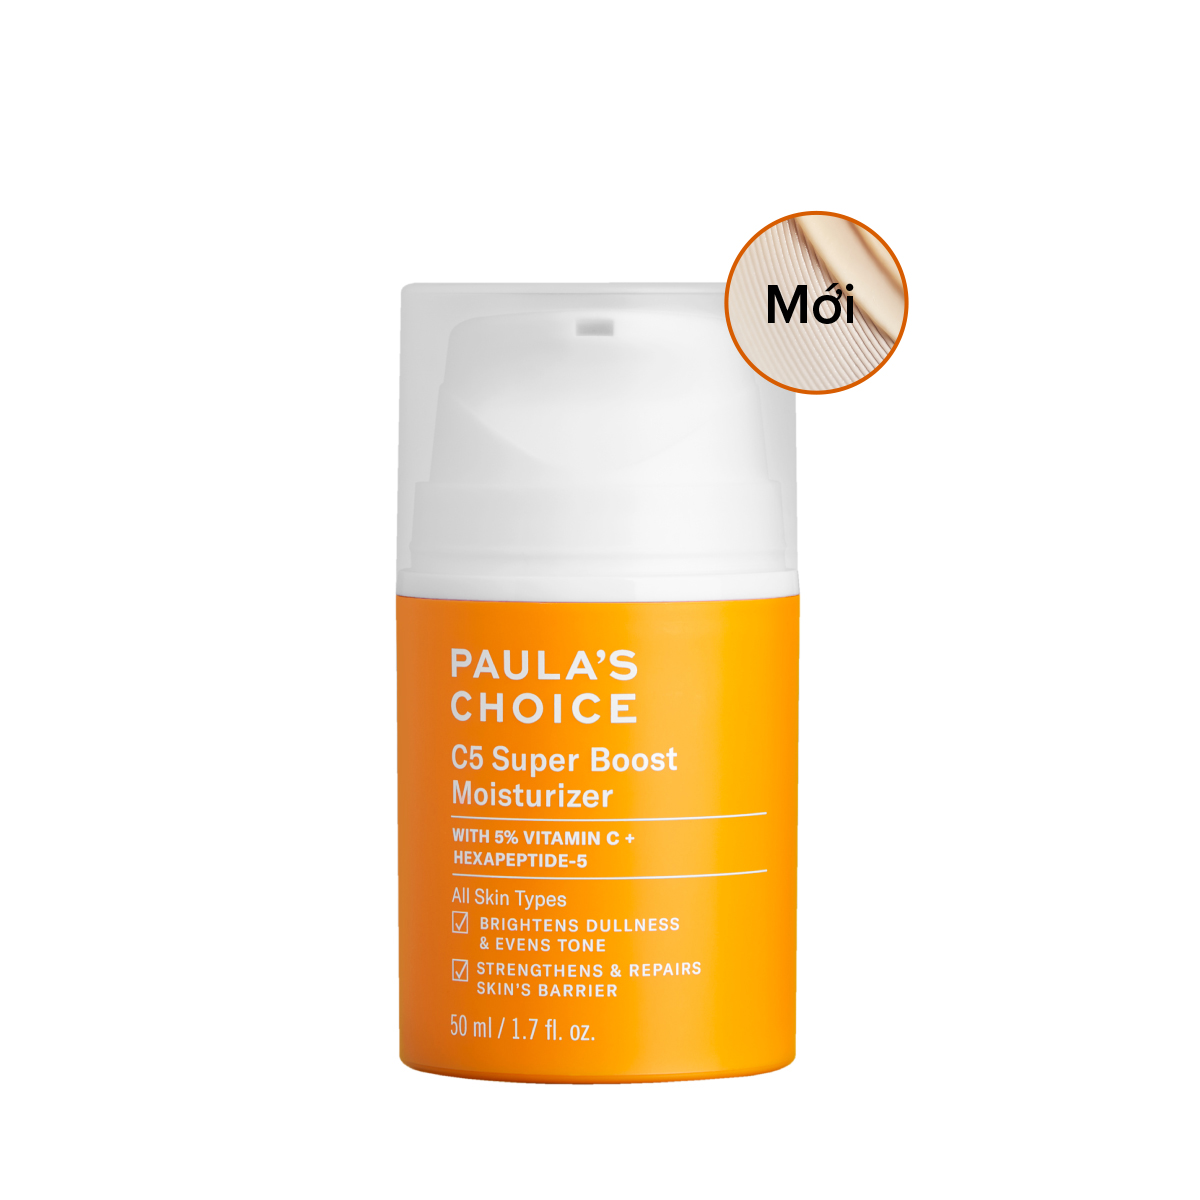 Mới
PAULA'S
CHOICE
C5 Super Boost
Moisturizer
WITH 5% VITAMIN C +
HEXAPEPTIDE-5
All Skin Types
☑ BRIGHTENS DULLNESS
& EVENS TONE
☑ STRENGTHENS & REPAIRS
SKIN'S BARRIER
50 ml / 1.7 fl. oz.